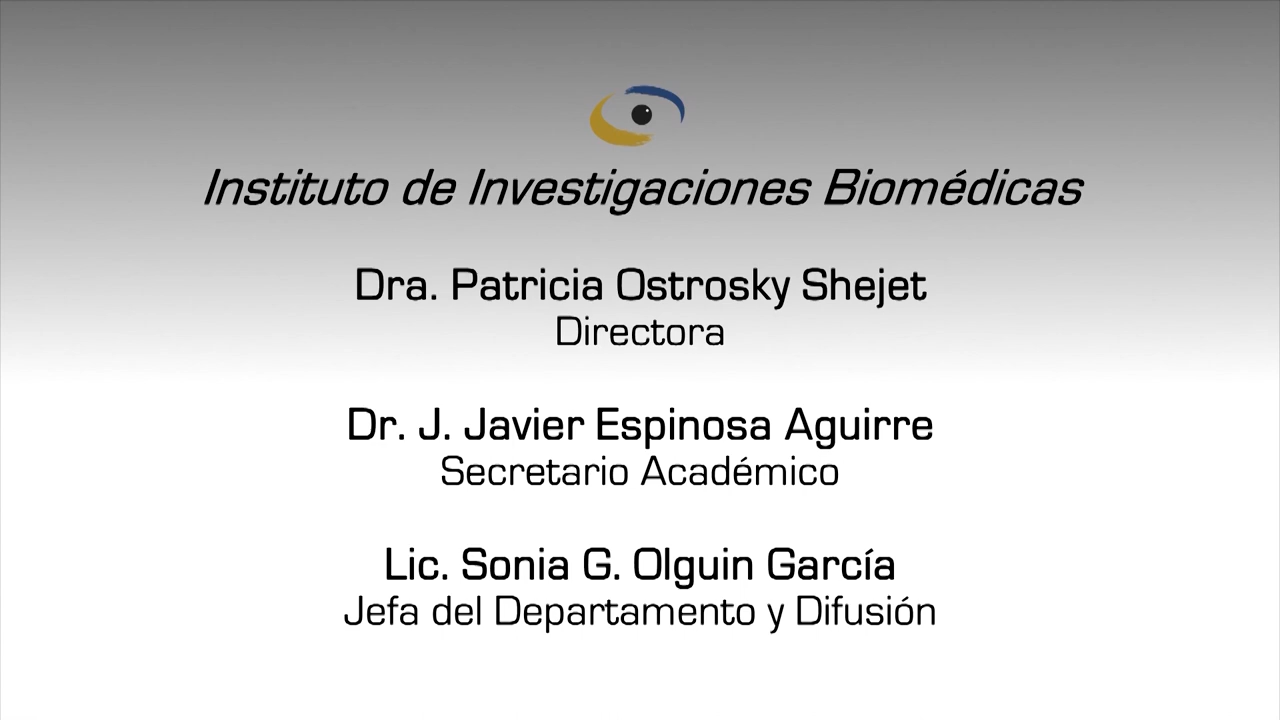 Instituto de Investigaciones Biomédicas
Dra. Patricia Ostrosky Shejet
Directora
Dr. J. Javier Espinosa Aguirre
Secretario Académico
Lic. Sonia G. Olguin García
Jefa del Departamento y Difusión